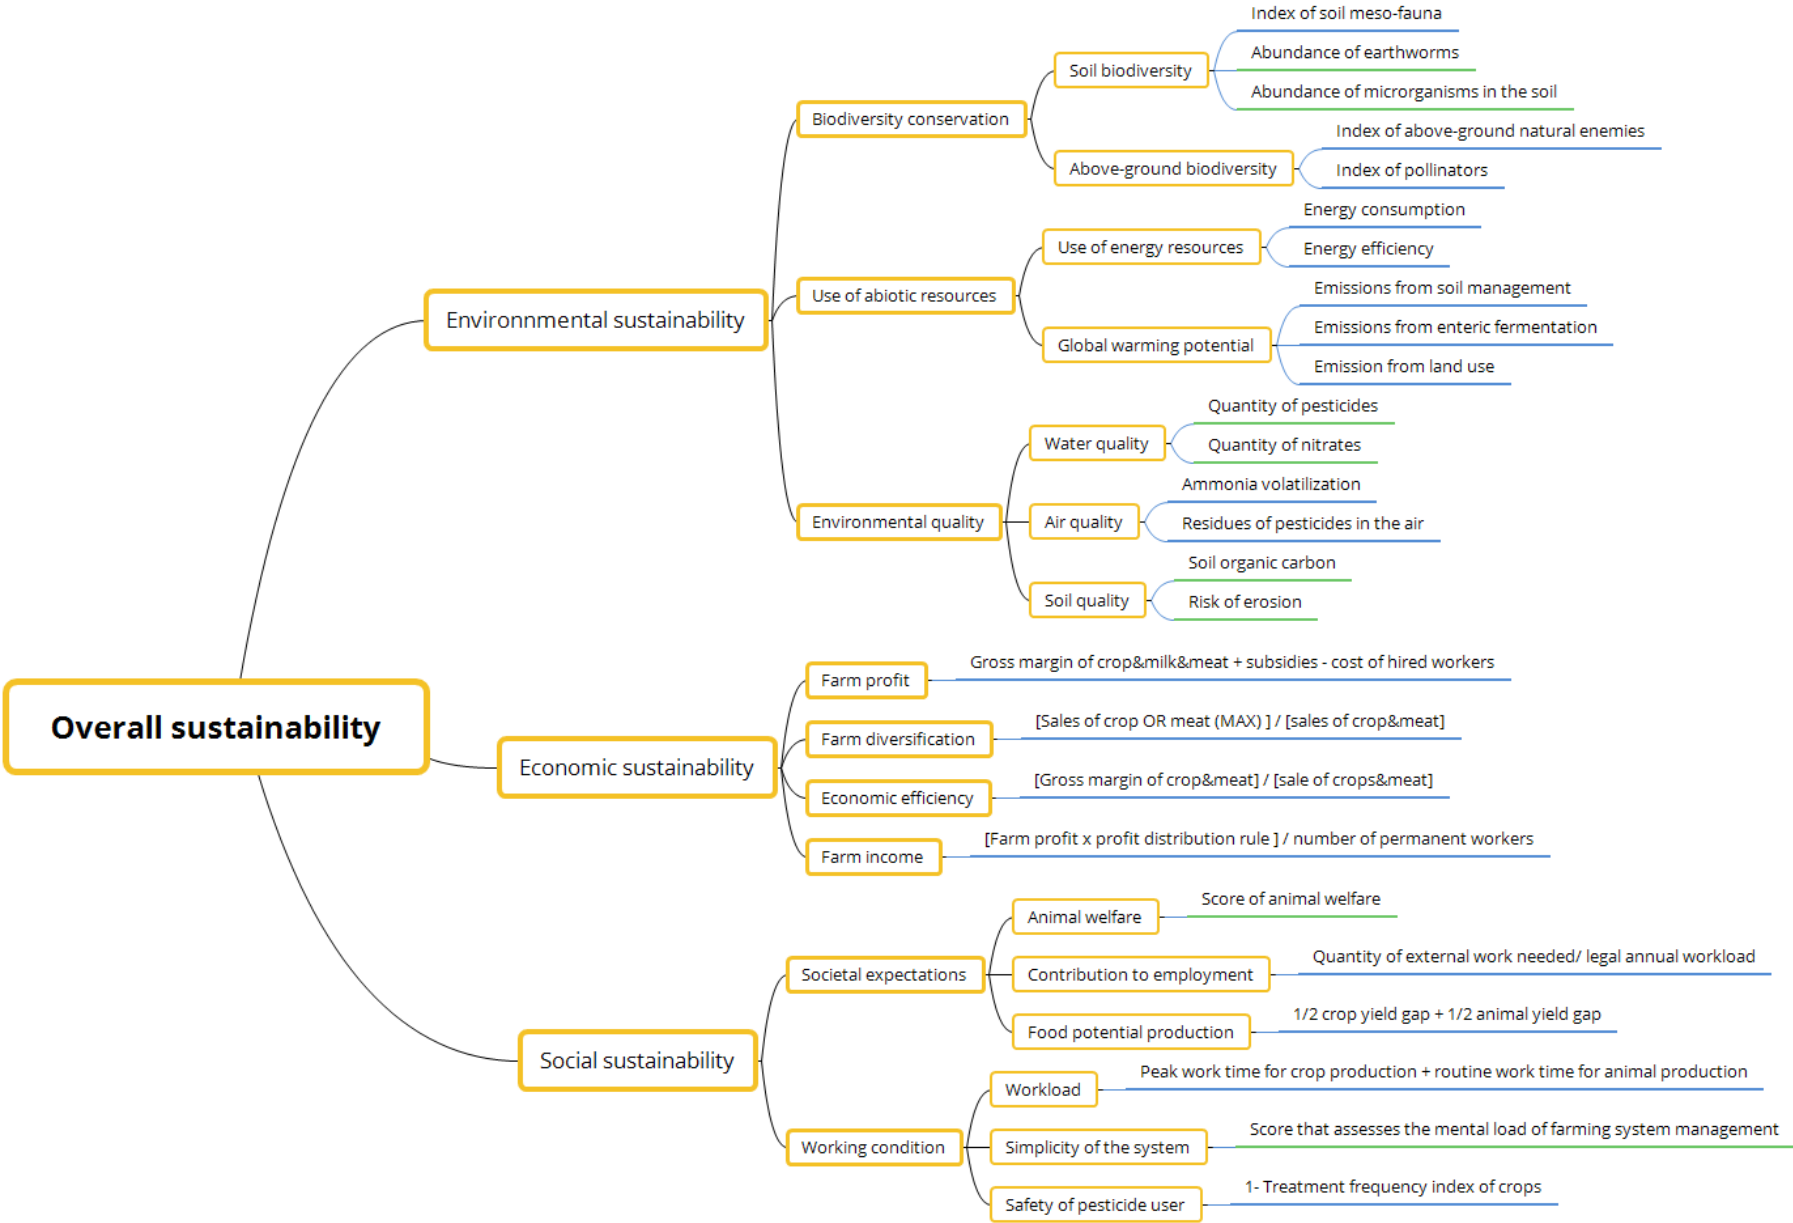 Index of soil meso-fauna
Abundance of earthworms
Soil biodiversity
Abundance of microrganisms in the soil
Biodiversity conservation
Index of above-ground natural enemies
Above-ground biodiversity
Index of pollinators
Energy consumption
Use of energy resources
Energy efficiency
Use of abiotic resources
Emissions from soil management
Environnmental sustainability
Emissions from enteric fermentation
Global warming potential
Emission from land use
Quantity of pesticides
Water quality
Quantity of nitrates
Ammonia volatilization
Environmental quality
Air quality
Residues of pesticides in the air
Soil organic carbon
Soil quality
Risk of erosion
Gross margin of crop&milk&meat + subsidies - cost of hired workers
Farm profit
Overall sustainability
[Sales of crop OR meat (MAX) ] / [sales of crop&meat]
Farm diversification
Economic sustainability
[Gross margin of crop&meat] / [sale of crops&meat]
Economic efficiency
[Farm profit x profit distribution rule ] / number of permanent workers
Farm income
Score of animal welfare
Animal welfare
Quantity of external work needed/ legal annual workload
Societal expectations
Contribution to employment
1/2 crop yield gap + 1/2 animal yield gap
Food potential production
Social sustainability
Peak work time for crop production + routine work time for animal production
Workload
Score that assesses the mental load of farming system management
Working condition
Simplicity of the system
1- Treatment frequency index of crops
Safety of pesticide user